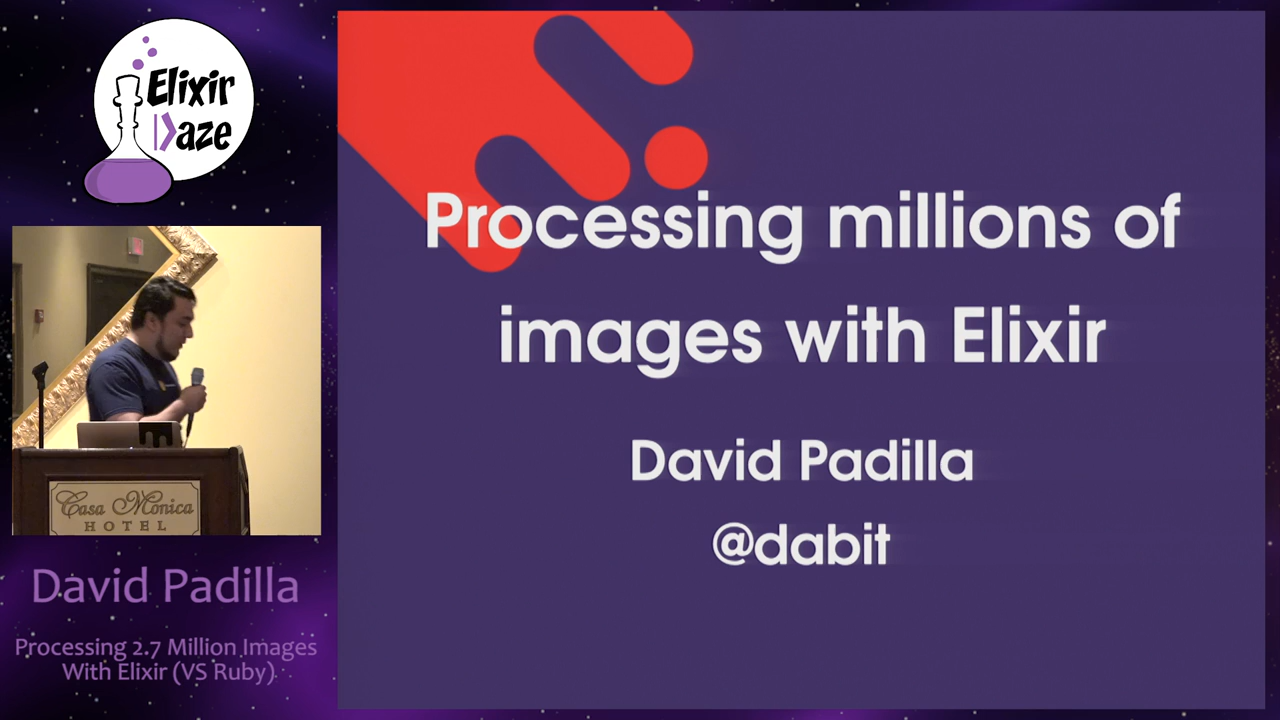 Elixir
Daze
Processing millions of
images with Elixir
David Padilla
@dabit
Casa Monica
HOTEL
David Padilla
Processing 2.7 Million Images
With Elixir (VS Ruby)